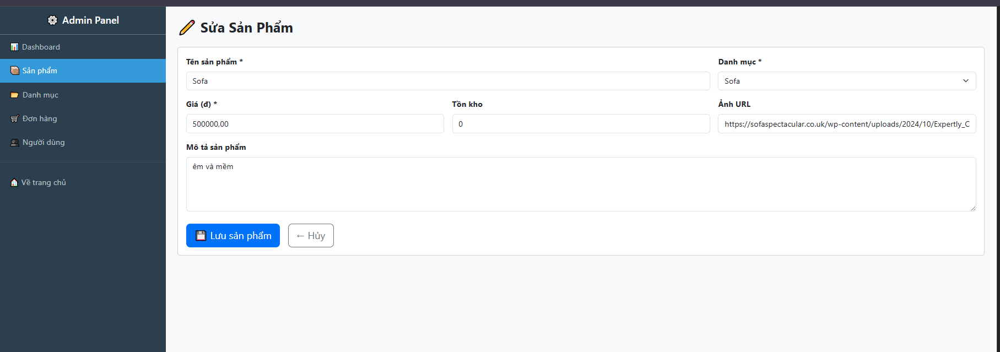 Admin Panel
Dashboard
Sản phẩm
Danh mục
Đơn hàng
Người dùng
Về trang chủ
Sửa Sản Phẩm
Tên sản phẩm *
Danh mục *
Sofa
Sofa
Giá (đ) *
Tồn kho
Ảnh URL
500000,00
0
https://sofaspectacular.co.uk/wp-content/uploads/2024/10/Expertly_C
Mô tả sản phẩm
êm và mềm
Lưu sản phẩm
← Hủy